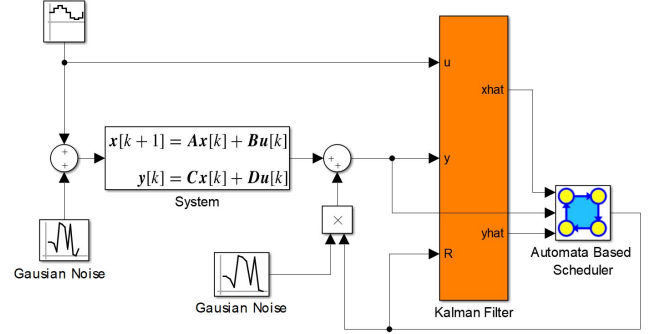 u
xhat
+
+
x[k + 1] = Ax[k] + Bu[k]
y[k] = Cx[k] + Du[k]
System
++
y
×
Gausian Noise
Gausian Noise
yhat
R
Automata Based
Scheduler
Kalman Filter